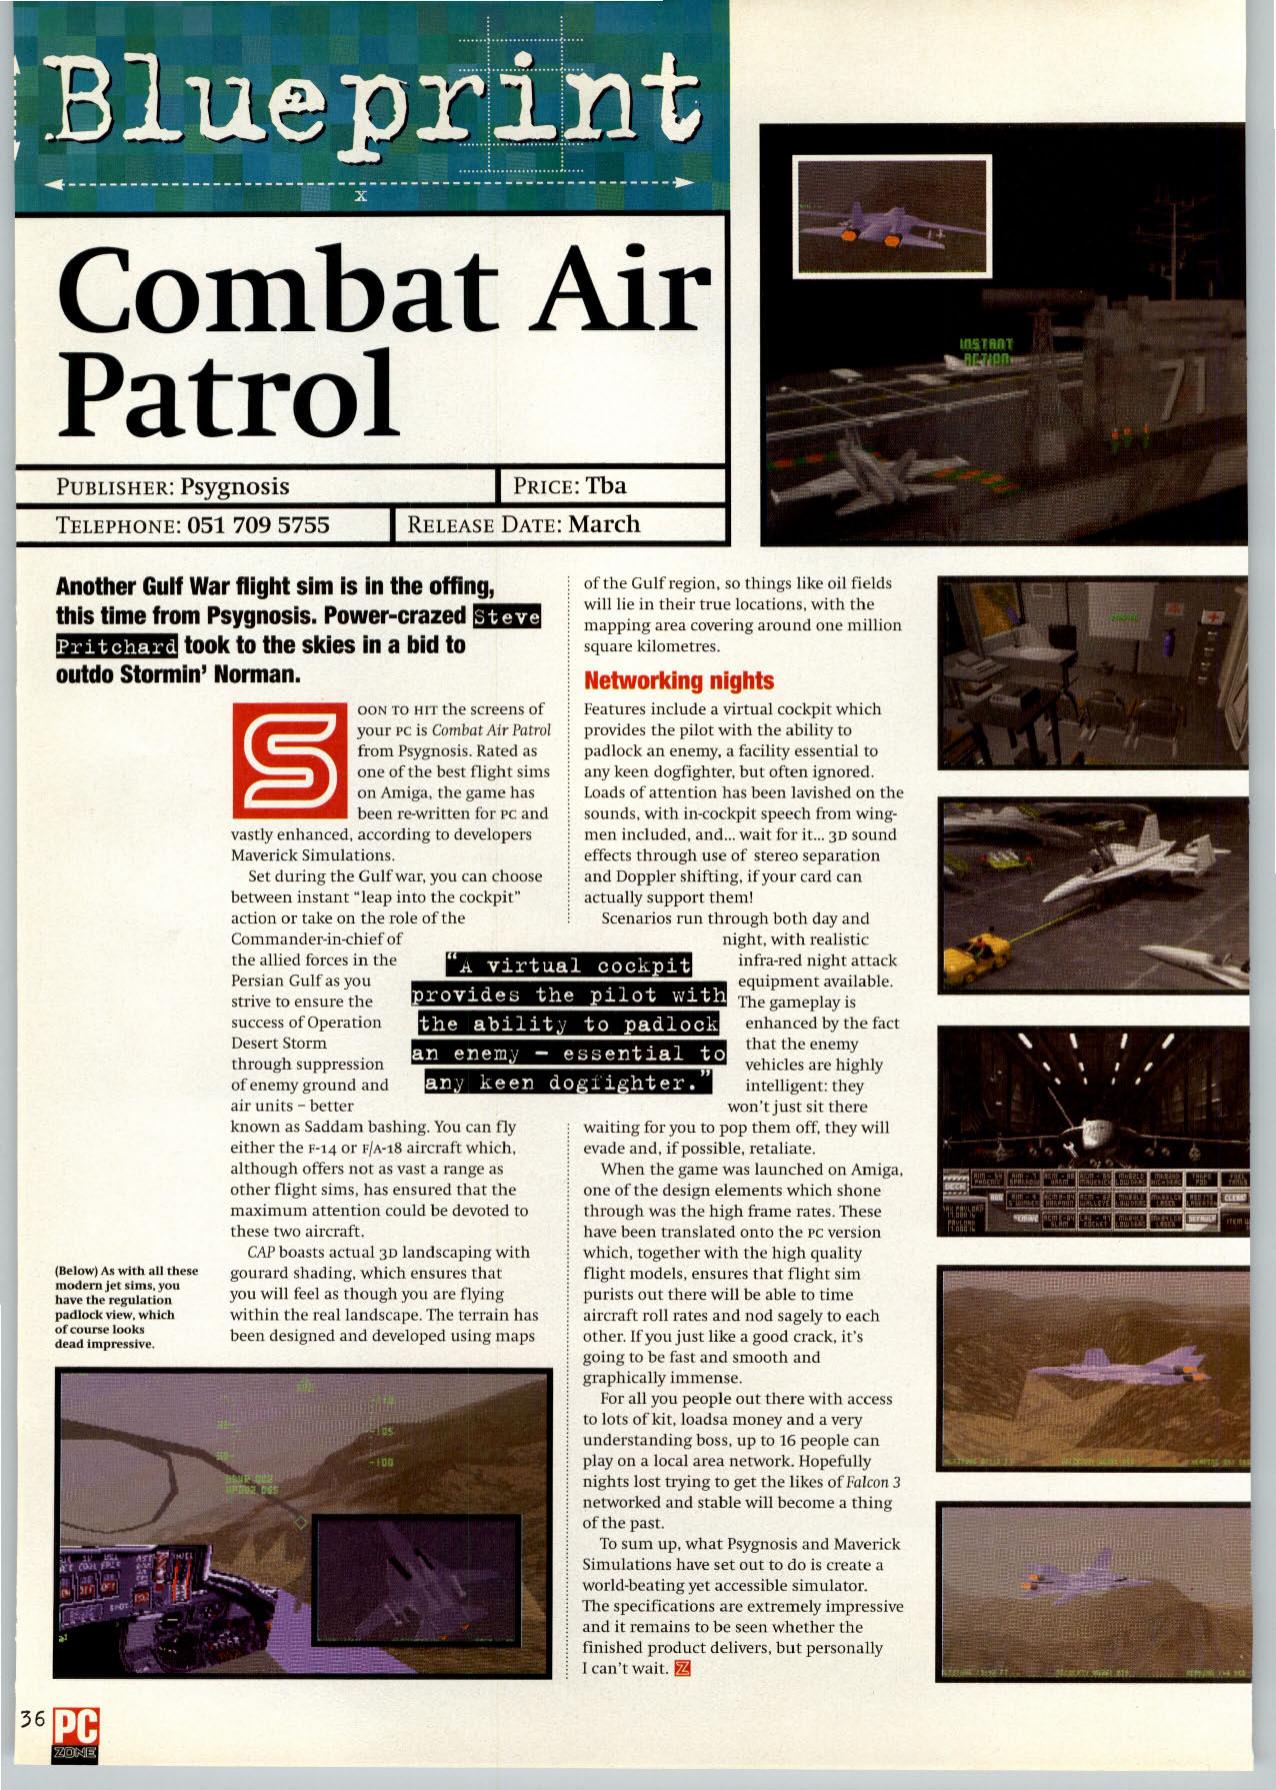 Blueprint
X
Combat Air
Patrol
PUBLISHER: Psygnosis
PRICE: Tba
TELEPHONE: 051 709 5755
RELEASE DATE: March
Another Gulf War flight sim is in the offing,
this time from Psygnosis. Power-crazed Steve
Pritchard took to the skies in a bid to
outdo Stormin' Norman.
SOON TO HIT the screens of
your PC is Combat Air Patrol
from Psygnosis. Rated as
one of the best flight sims
on Amiga, the game has
been re-written for PC and
vastly enhanced, according to developers
Maverick Simulations.
Set during the Gulf war, you can choose
between instant "leap into the cockpit"
action or take on the role of the
Commander-in-chief of
the allied forces in the
Persian Gulf as you
strive to ensure the
success of Operation
Desert Storm
through suppression
of enemy ground and
air units – better
known as Saddam bashing. You can fly
either the F-14 or F/A-18 aircraft which,
although offers not as vast a range as
other flight sims, has ensured that the
maximum attention could be devoted to
these two aircraft.
CAP boasts actual 3D landscaping with
gourard shading, which ensures that
you will feel as though you are flying
within the real landscape. The terrain has
been designed and developed using maps
(Below) As with all these
modern jet sims, you
have the regulation
padlock view, which
of course looks
dead impressive.
"A virtual cockpit
provides the pilot with
the ability to padlock
an enemy – essential to
any keen dogfighter."
of the Gulf region, so things like oil fields
will lie in their true locations, with the
mapping area covering around one million
square kilometres.
Networking nights
Features include a virtual cockpit which
provides the pilot with the ability to
padlock an enemy, a facility essential to
any keen dogfighter, but often ignored.
Loads of attention has been lavished on the
sounds, with in-cockpit speech from wing-
men included, and... wait for it... 3D sound
effects through use of stereo separation
and Doppler shifting, if your card can
actually support them!
Scenarios run through both day and
night, with realistic
infra-red night attack
equipment available.
The gameplay is
enhanced by the fact
that the enemy
vehicles are highly
intelligent: they
won't just sit there
waiting for you to pop them off, they will
evade and, if possible, retaliate.
When the game was launched on Amiga,
one of the design elements which shone
through was the high frame rates. These
have been translated onto the PC version
which, together with the high quality
flight models, ensures that flight sim
purists out there will be able to time
aircraft roll rates and nod sagely to each
other. If you just like a good crack, it's
going to be fast and smooth and
graphically immense.
For all you people out there with access
to lots of kit, loadsa money and a very
understanding boss, up to 16 people can
play on a local area network. Hopefully
nights lost trying to get the likes of Falcon 3
networked and stable will become a thing
of the past.
To sum up, what Psygnosis and Maverick
Simulations have set out to do is create a
world-beating yet accessible simulator.
The specifications are extremely impressive
and it remains to be seen whether the
finished product delivers, but personally
I can't wait. Z
INSTANT
ACTION
71
-110
-105
-100
36
PC
ZONE